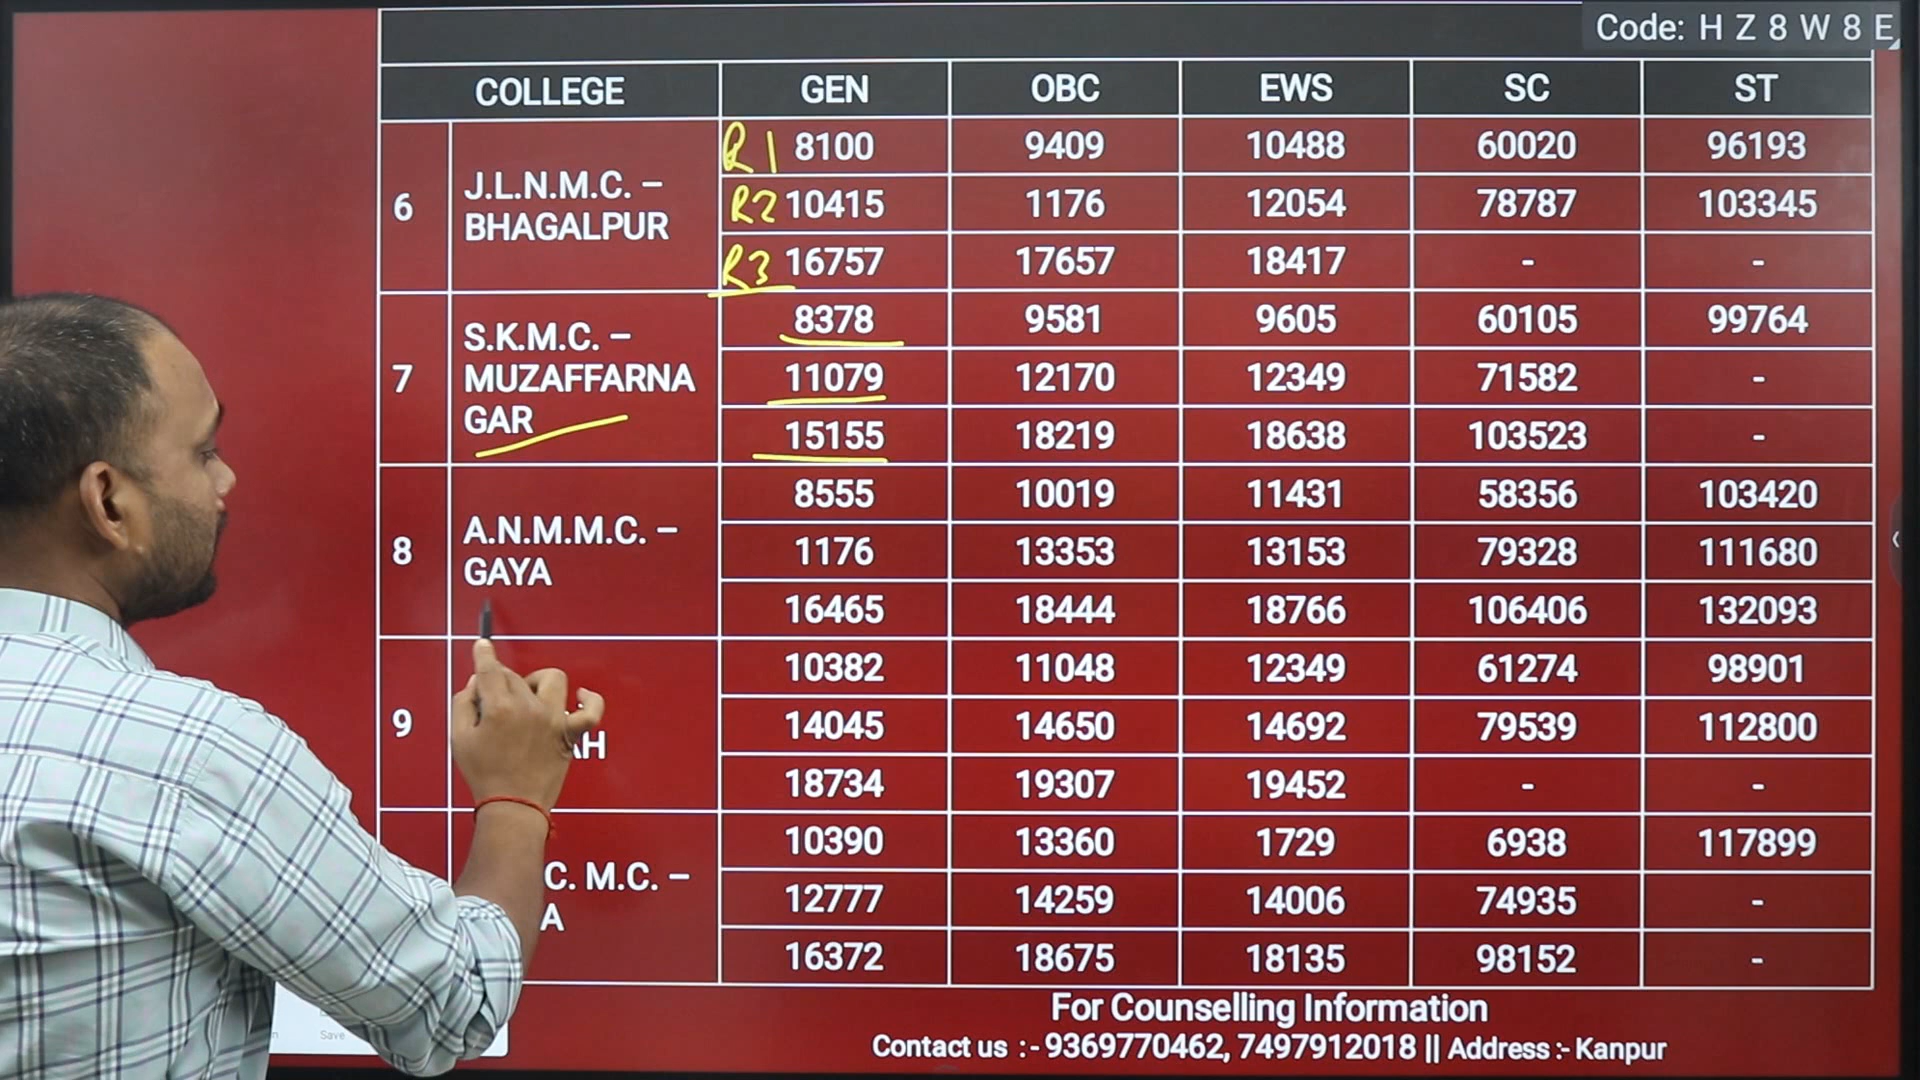 Code: H Z 8 W 8 E
COLLEGE GEN OBC EWS SC ST
6 J.L.N.M.C. –
BHAGALPUR
R1 8100 9409 10488 60020 96193
R2 10415 1176 12054 78787 103345
R3 16757 17657 18417 - -
7 S.K.M.C. –
MUZAFFARNA
GAR
8378 9581 9605 60105 99764
11079 12170 12349 71582 -
15155 18219 18638 103523 -
8 A.N.M.M.C. –
GAYA
8555 10019 11431 58356 103420
1176 13353 13153 79328 111680
16465 18444 18766 106406 132093
9
10382 11048 12349 61274 98901
14045 14650 14692 79539 112800
18734 19307 19452 - -
C. M.C. –
10390 13360 1729 6938 117899
12777 14259 14006 74935 -
16372 18675 18135 98152 -
For Counselling Information
Contact us :- 9369770462, 7497912018 || Address :- Kanpur
Save